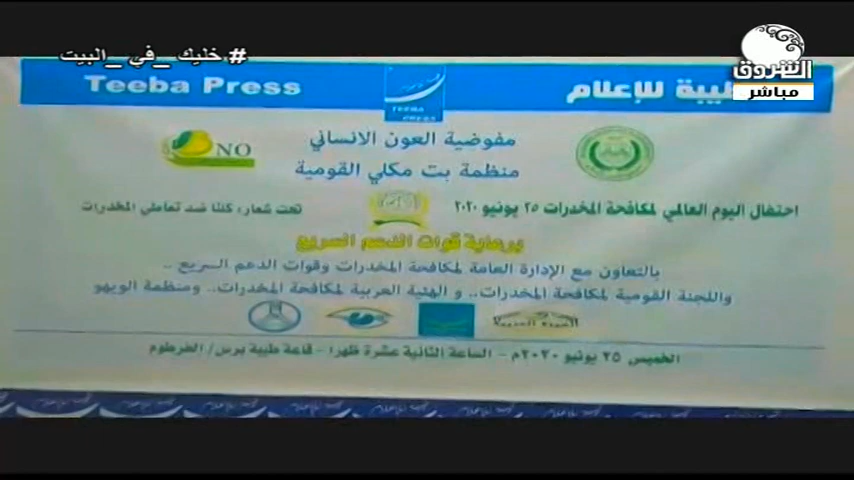 #خليك_في_البيت
الشروق
مباشر
Teeba Press
طيبة للإعلام
TEEBA
PRESS
NO
مفوضية العون الانساني
منظمة بت مكلي القومية
احتفال اليوم العالمي لمكافحة المخدرات ٢٥ يونيو ٢٠٢٠
تحت شعار: كلنا ضد تعاطي المخدرات
برعاية قوات الدعم السريع
بالتعاون مع الإدارة العامة لمكافحة المخدرات وقوات الدعم السريع ..
واللجنة القومية لمكافحة المخدرات.. و الهيئة العربية لمكافحة المخدرات.. ومنظمة الويهو
الخميس ٢٥ يونيو ٢٠٢٠م - الساعة الثانية عشرة ظهرا - قاعة طيبة برس/ الخرطوم